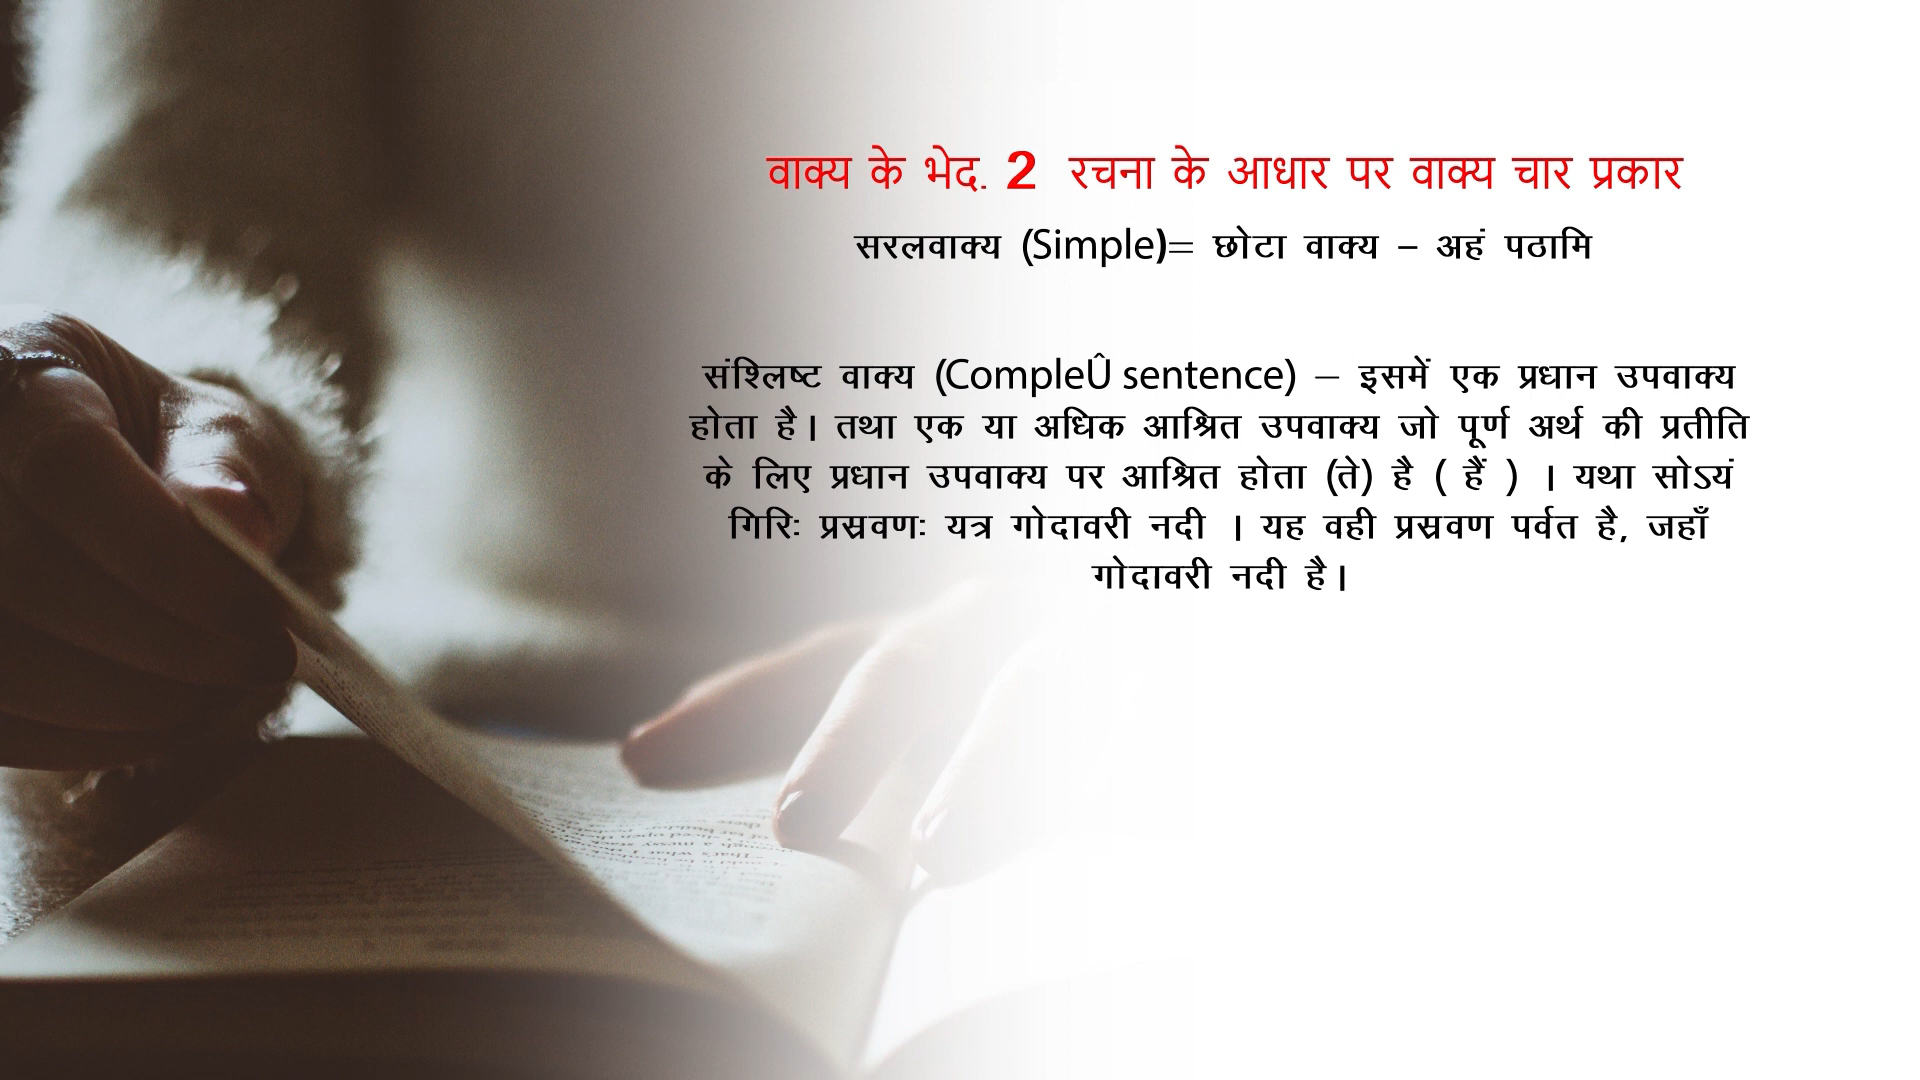 वाक्य के भेद. 2 रचना के आधार पर वाक्य चार प्रकार
सरलवाक्य (Simple)= छोटा वाक्य – अहं पठामि
संश्लिष्ट वाक्य (CompleÛ sentence) – इसमें एक प्रधान उपवाक्य
होता है। तथा एक या अधिक आश्रित उपवाक्य जो पूर्ण अर्थ की प्रतीति
के लिए प्रधान उपवाक्य पर आश्रित होता (ते) है ( हैं ) । यथा सोऽयं
गिरिः प्रस्रवणः यत्र गोदावरी नदी । यह वही प्रस्रवण पर्वत है, जहाँ
गोदावरी नदी है।